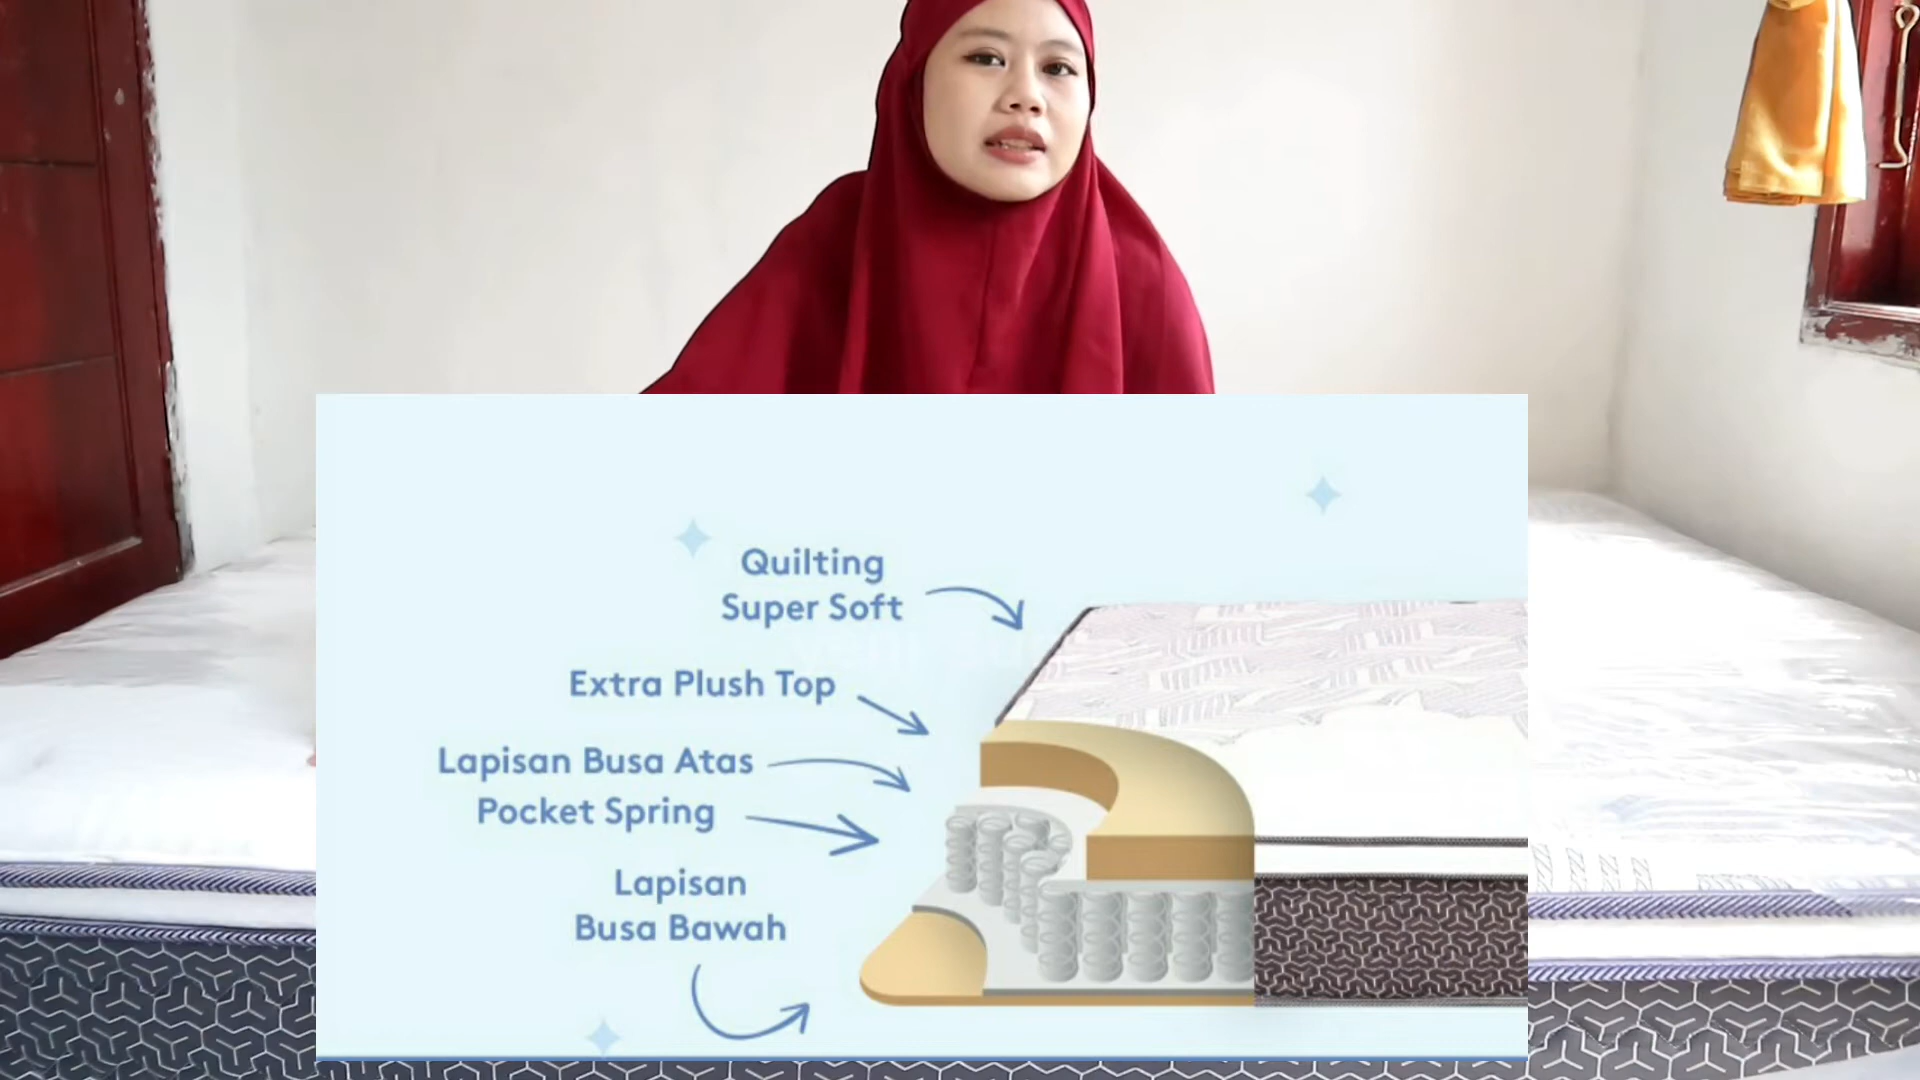 Quilting
Super Soft
Extra Plush Top
Lapisan Busa Atas
Pocket Spring
Lapisan
Busa Bawah